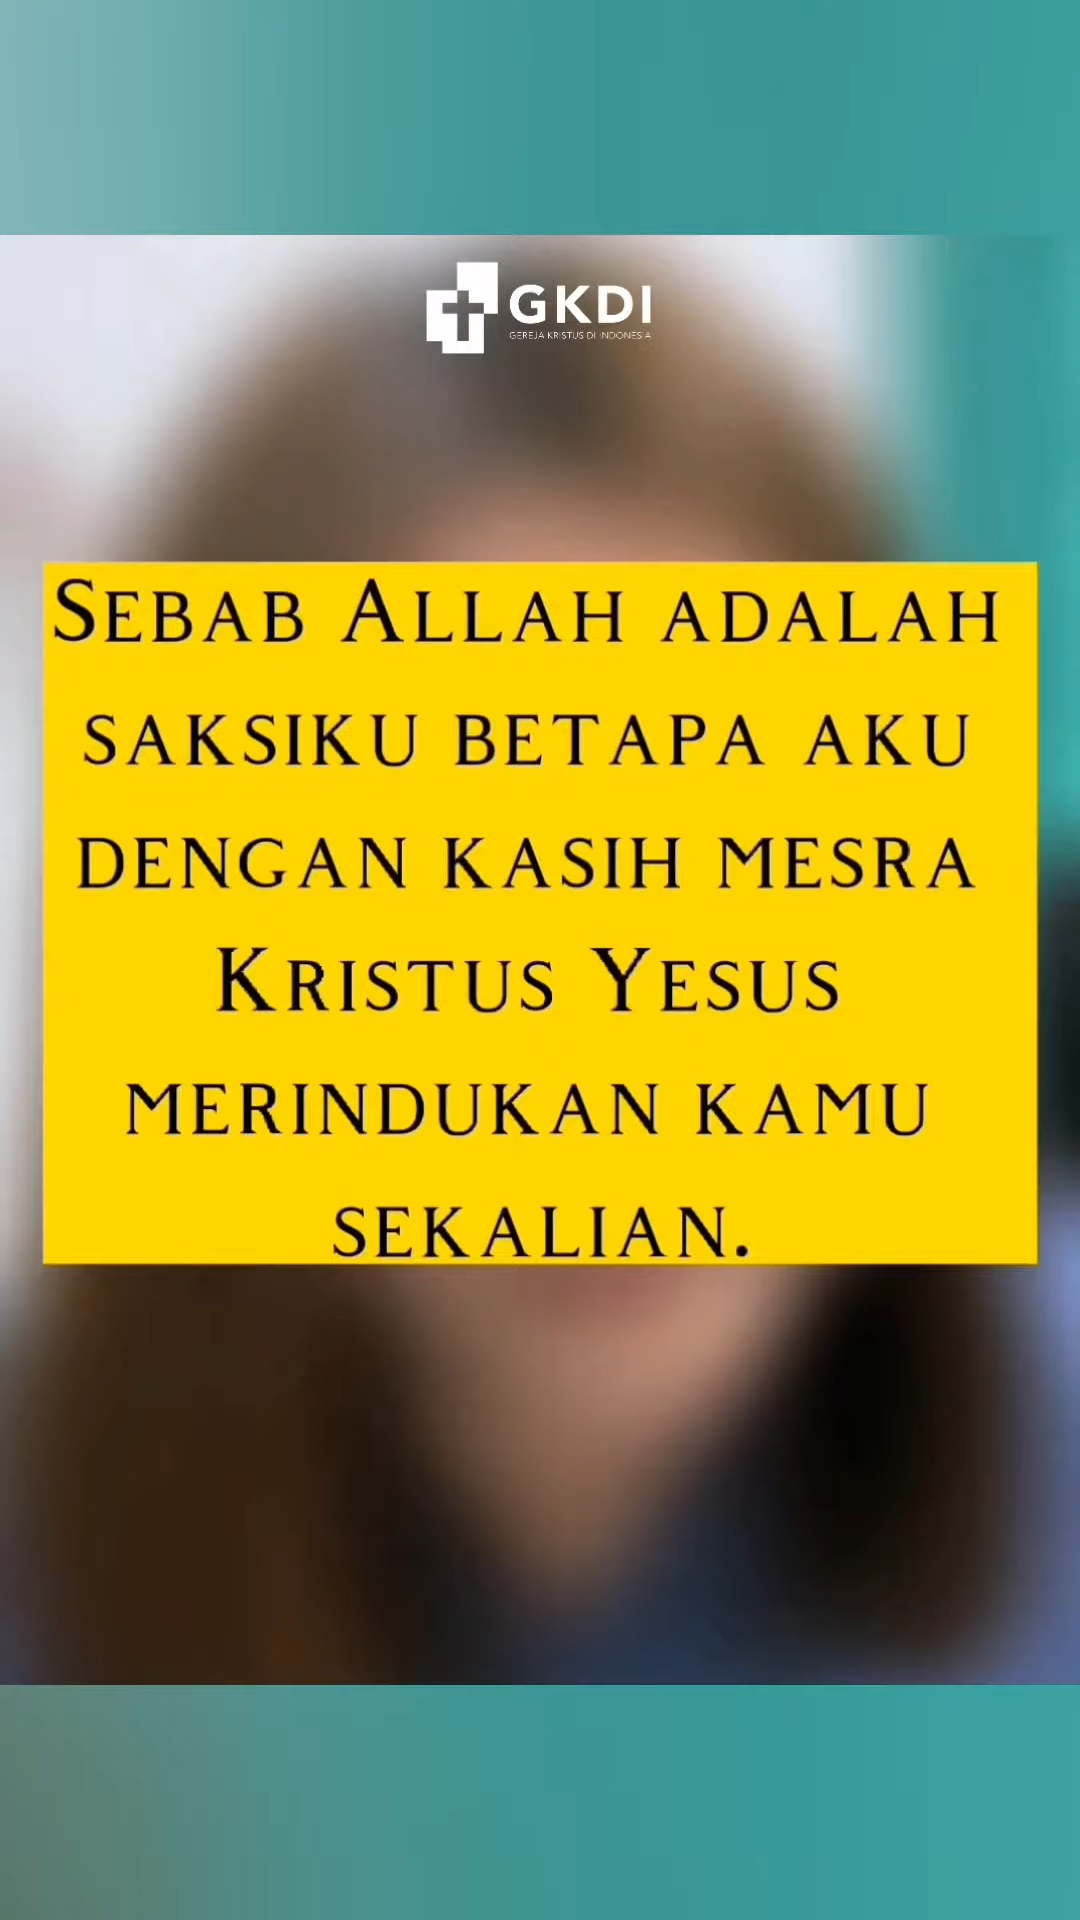 GKDI
GEREJA KRISTUS DI INDONESIA
Sebab Allah adalah
saksiku betapa aku
dengan kasih mesra
Kristus Yesus
merindukan kamu
sekalian.